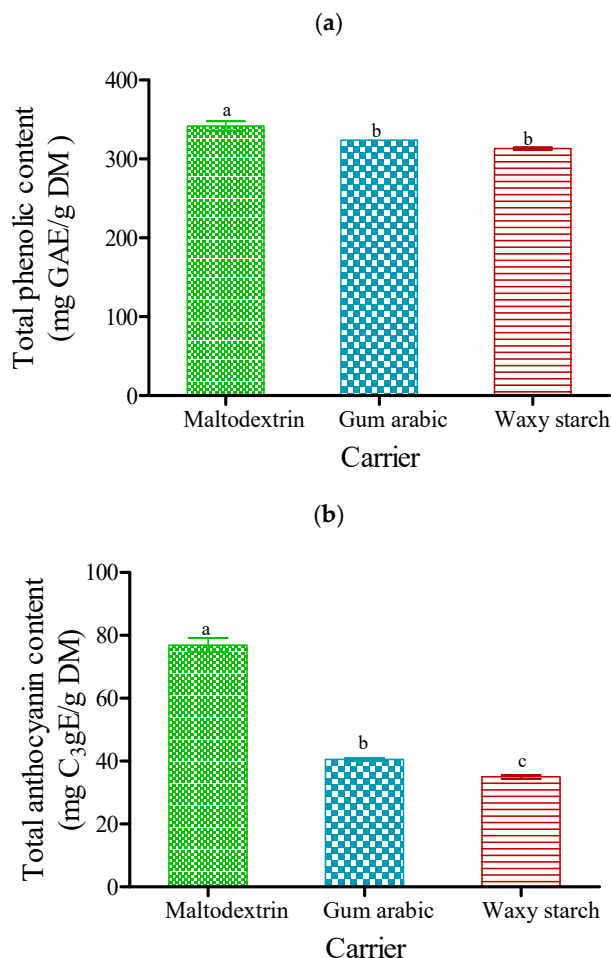 (a)
Total phenolic content
(mg GAE/g DM )
400
300
200
100
0
a
b
b
Maltodextrin Gum arabic Waxy starch
Carrier
(b)
Total anthocyanin content
(mg C₃gE/g DM)
100
80
60
40
20
0
a
b
c
Maltodextrin Gum arabic Waxy starch
Carrier